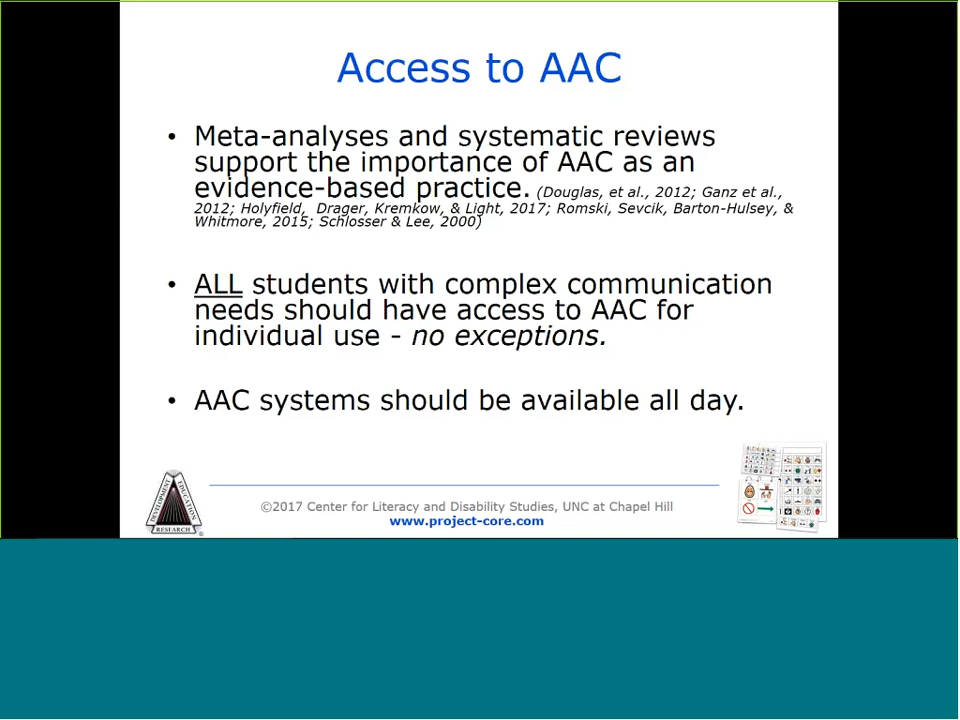 Access to AAC
• Meta-analyses and systematic reviews
support the importance of AAC as an
evidence-based practice. (Douglas, et al., 2012; Ganz et al.,
2012; Holyfield, Drager, Kremkow, & Light, 2017; Romski, Sevcik, Barton-Hulsey, &
Whitmore, 2015; Schlosser & Lee, 2000)
• ALL students with complex communication
needs should have access to AAC for
individual use - no exceptions.
• AAC systems should be available all day.
DEVELOPMENT
EDUCATION
RESEARCH
®
©2017 Center for Literacy and Disability Studies, UNC at Chapel Hill
www.project-core.com